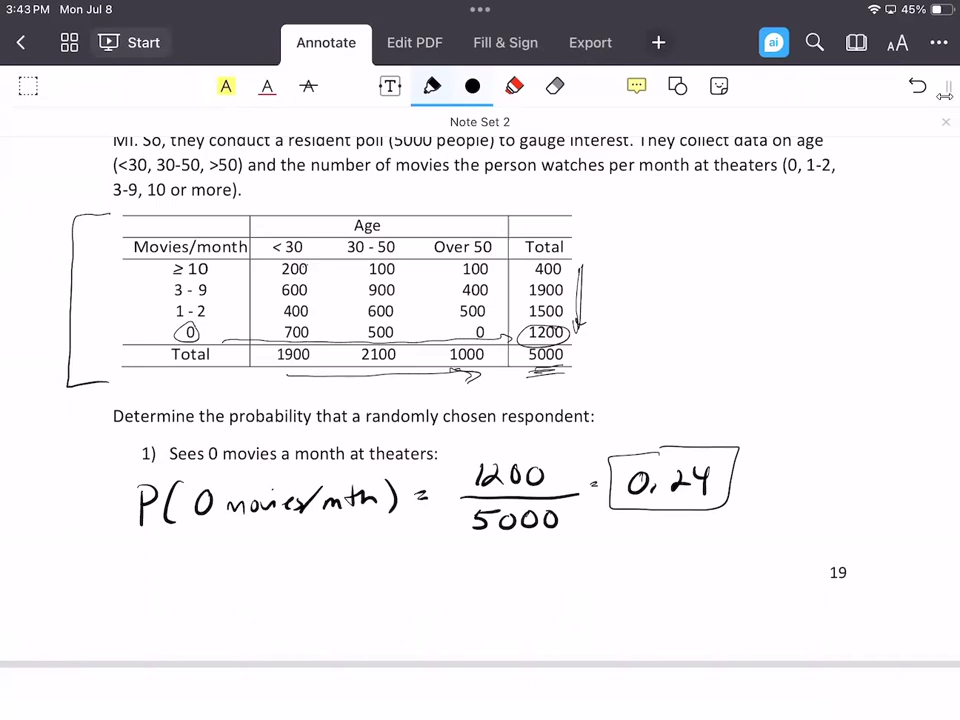 3:43 PM Mon Jul 8 45%
Start Annotate Edit PDF Fill & Sign Export ai AA
A A A T
Note Set 2
MI. So, they conduct a resident poll (5000 people) to gauge interest. They collect data on age
(<30, 30-50, >50) and the number of movies the person watches per month at theaters (0, 1-2,
3-9, 10 or more).
Age
Movies/month < 30 30 - 50 Over 50 Total
≥ 10 200 100 100 400
3 - 9 600 900 400 1900
1 - 2 400 600 500 1500
0 700 500 0 1200
Total 1900 2100 1000 5000
Determine the probability that a randomly chosen respondent:
1) Sees 0 movies a month at theaters:
P( 0 movies/mth ) = 1200 / 5000 = 0.24
19